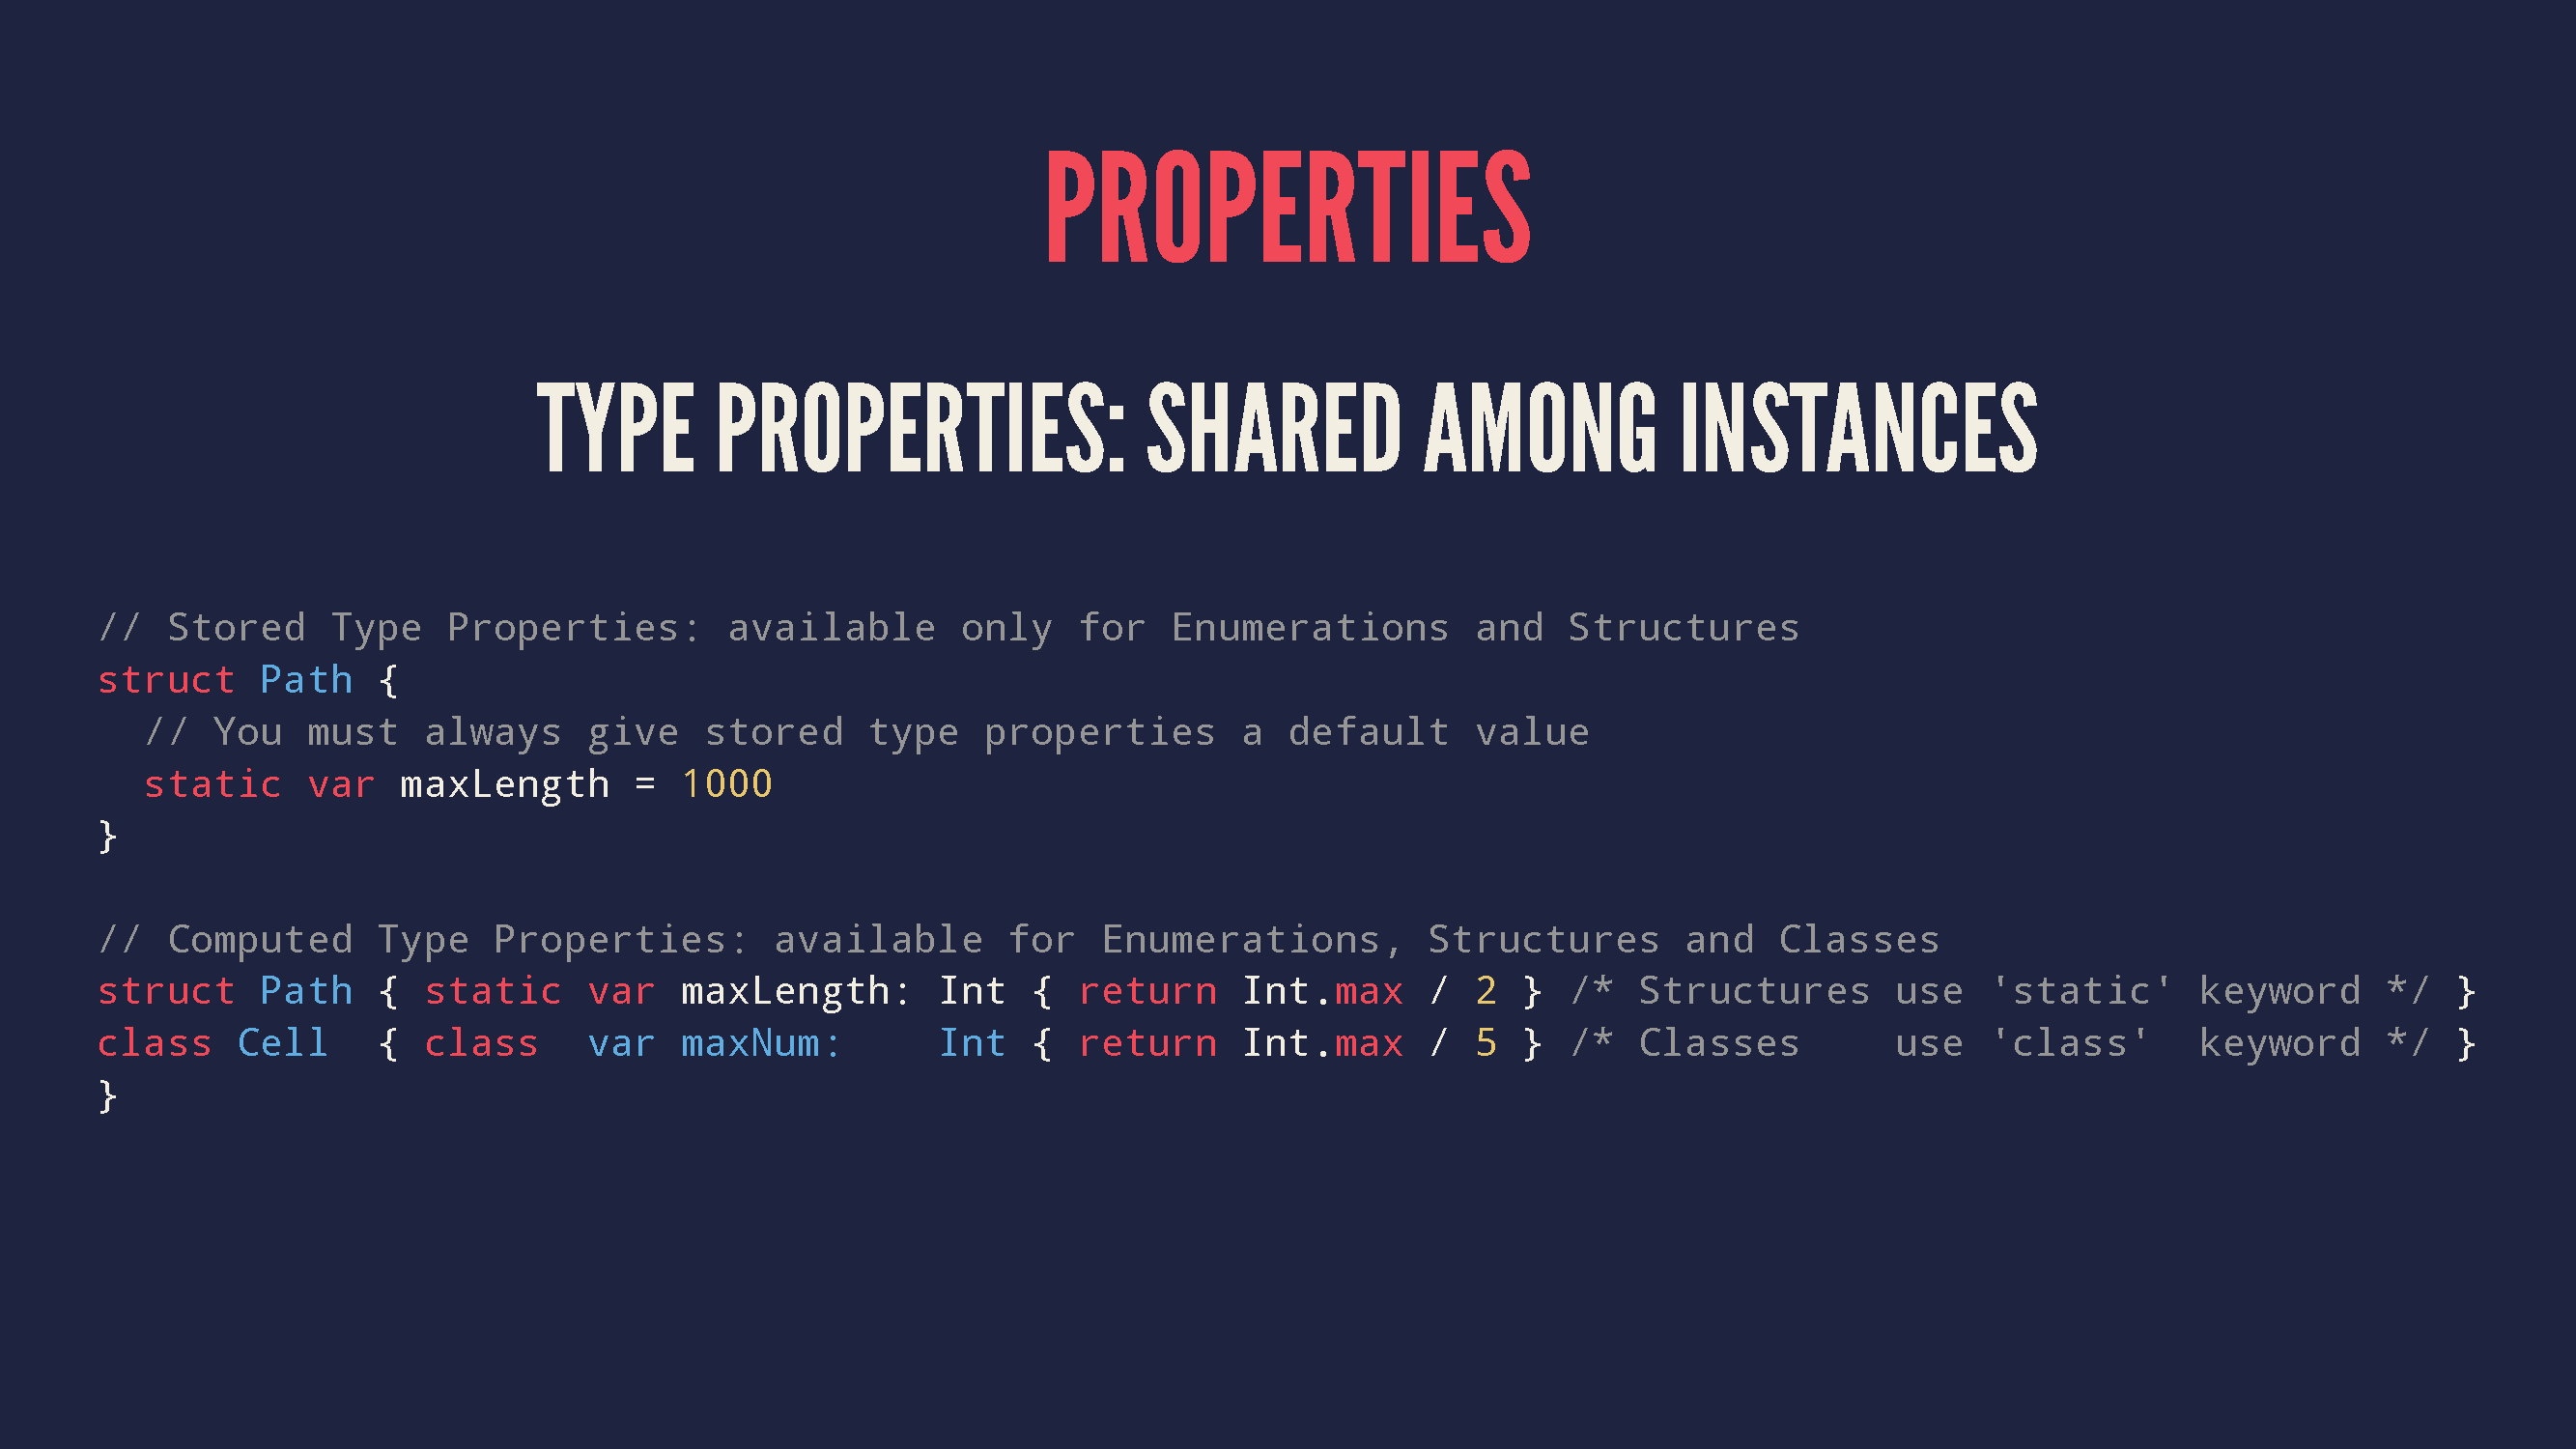 PROPERTIES
TYPE PROPERTIES: SHARED AMONG INSTANCES
// Stored Type Properties: available only for Enumerations and Structures
struct Path {
  // You must always give stored type properties a default value
  static var maxLength = 1000
}
// Computed Type Properties: available for Enumerations, Structures and Classes
struct Path { static var maxLength: Int { return Int.max / 2 } /* Structures use 'static' keyword */ }
class Cell  { class  var maxNum:    Int { return Int.max / 5 } /* Classes    use 'class'  keyword */ }
}